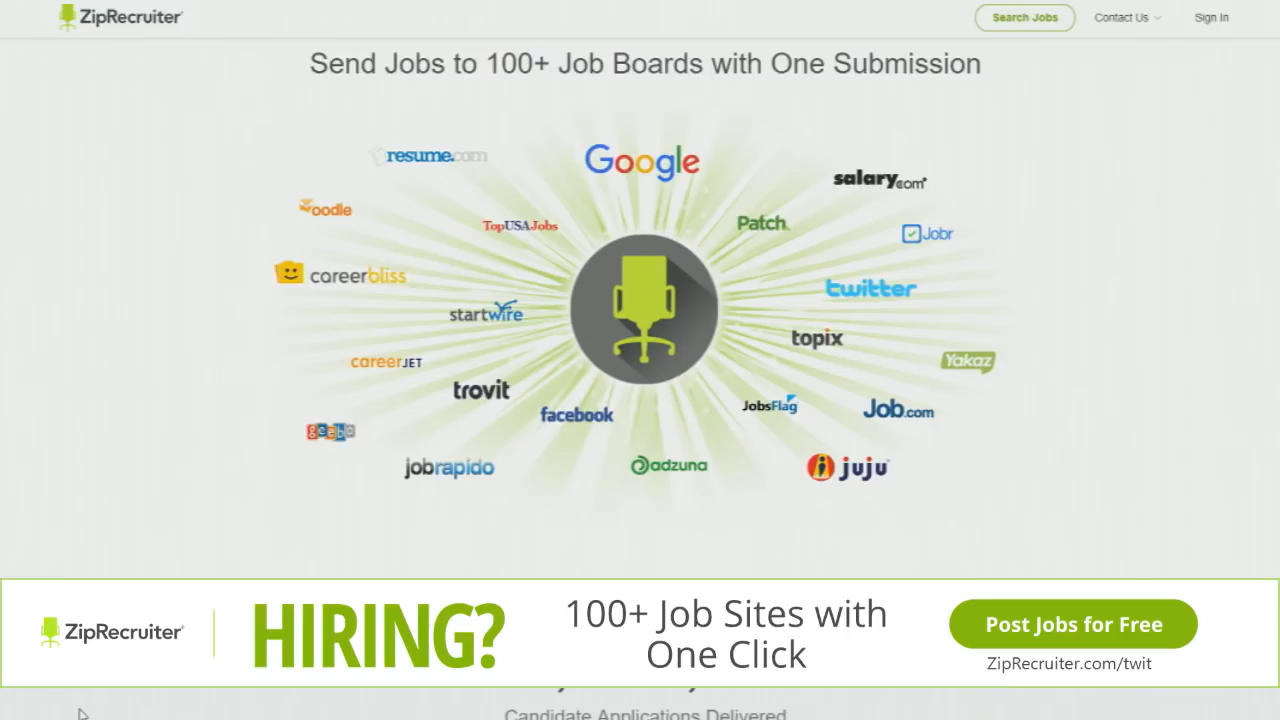 ZipRecruiter
Search Jobs
Contact Us
Sign In
Send Jobs to 100+ Job Boards with One Submission
resume.com
Google
salary.com
oodle
TopUSAJobs
Patch
Jobr
careerbliss
twitter
startwire
topix
careerJET
Yakaz
trovit
facebook
JobsFlag
Job.com
geebo
jobrapido
adzuna
juju
ZipRecruiter
HIRING?
100+ Job Sites with
One Click
Post Jobs for Free
ZipRecruiter.com/twit
Candidate Applications Delivered